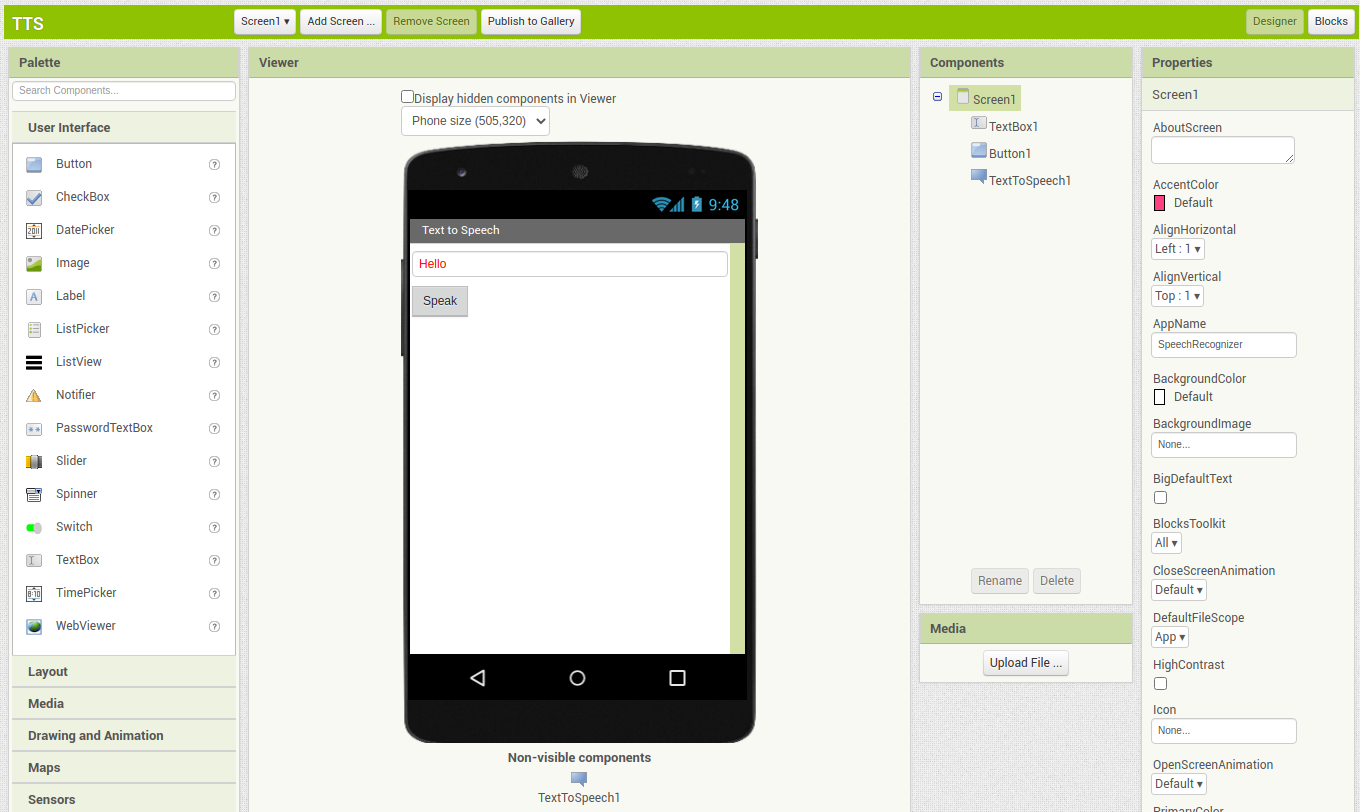 TTS
Screen1 ▾
Add Screen ...
Remove Screen
Publish to Gallery
Designer
Blocks
Palette
Search Components...
User Interface
Button ?
CheckBox ?
DatePicker ?
Image ?
Label ?
ListPicker ?
ListView ?
Notifier ?
PasswordTextBox ?
Slider ?
Spinner ?
Switch ?
TextBox ?
TimePicker ?
WebViewer ?
Layout
Media
Drawing and Animation
Maps
Sensors
Viewer
Display hidden components in Viewer
Phone size (505,320)
9:48
Text to Speech
Hello
Speak
Non-visible components
TextToSpeech1
Components
Screen1
TextBox1
Button1
TextToSpeech1
Rename
Delete
Media
Upload File ...
Properties
Screen1
AboutScreen
AccentColor
Default
AlignHorizontal
Left : 1 ▾
AlignVertical
Top : 1 ▾
AppName
SpeechRecognizer
BackgroundColor
Default
BackgroundImage
None...
BigDefaultText
BlocksToolkit
All ▾
CloseScreenAnimation
Default ▾
DefaultFileScope
App ▾
HighContrast
Icon
None...
OpenScreenAnimation
Default ▾
PrimaryColor